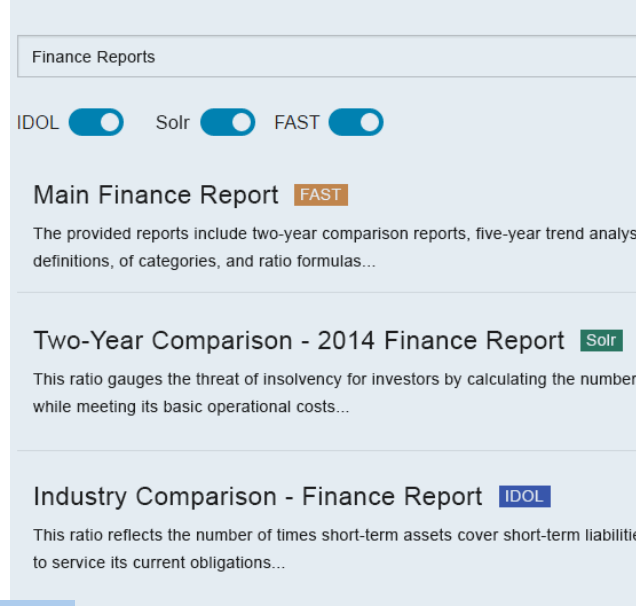 Finance Reports
IDOL Solr FAST
Main Finance Report FAST
The provided reports include two-year comparison reports, five-year trend
definitions, of categories, and ratio formulas...
Two-Year Comparison - 2014 Finance Report Solr
This ratio gauges the threat of insolvency for investors by calculating the number
while meeting its basic operational costs...
Industry Comparison - Finance Report IDOL
This ratio reflects the number of times short-term assets cover short-term
to service its current obligations...